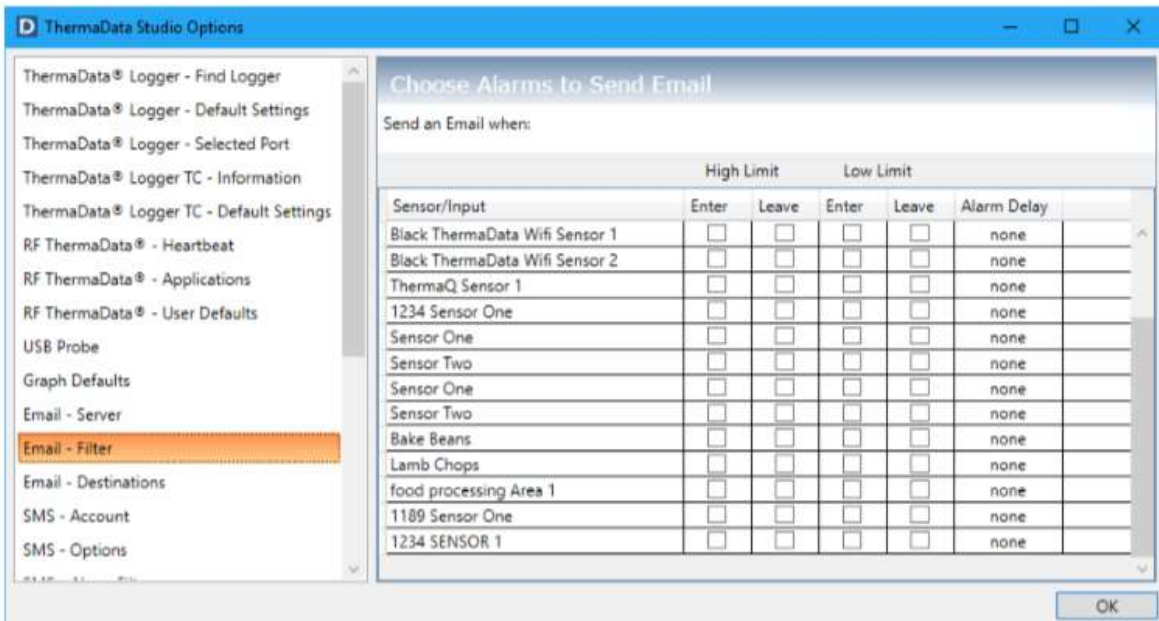 ThermaData Studio Options
ThermaData® Logger - Find Logger
ThermaData® Logger - Default Settings
ThermaData® Logger - Selected Port
ThermaData® Logger TC - Information
ThermaData® Logger TC - Default Settings
RF ThermaData® - Heartbeat
RF ThermaData® - Applications
RF ThermaData® - User Defaults
USB Probe
Graph Defaults
Email - Server
Email - Filter
Email - Destinations
SMS - Account
SMS - Options
Choose Alarms to Send Email
Send an Email when:
High Limit Low Limit
Sensor/Input Enter Leave Enter Leave Alarm Delay
Black ThermaData Wifi Sensor 1 none
Black ThermaData Wifi Sensor 2 none
ThermaQ Sensor 1 none
1234 Sensor One none
Sensor One none
Sensor Two none
Sensor One none
Sensor Two none
Bake Beans none
Lamb Chops none
food processing Area 1 none
1189 Sensor One none
1234 SENSOR 1 none
OK